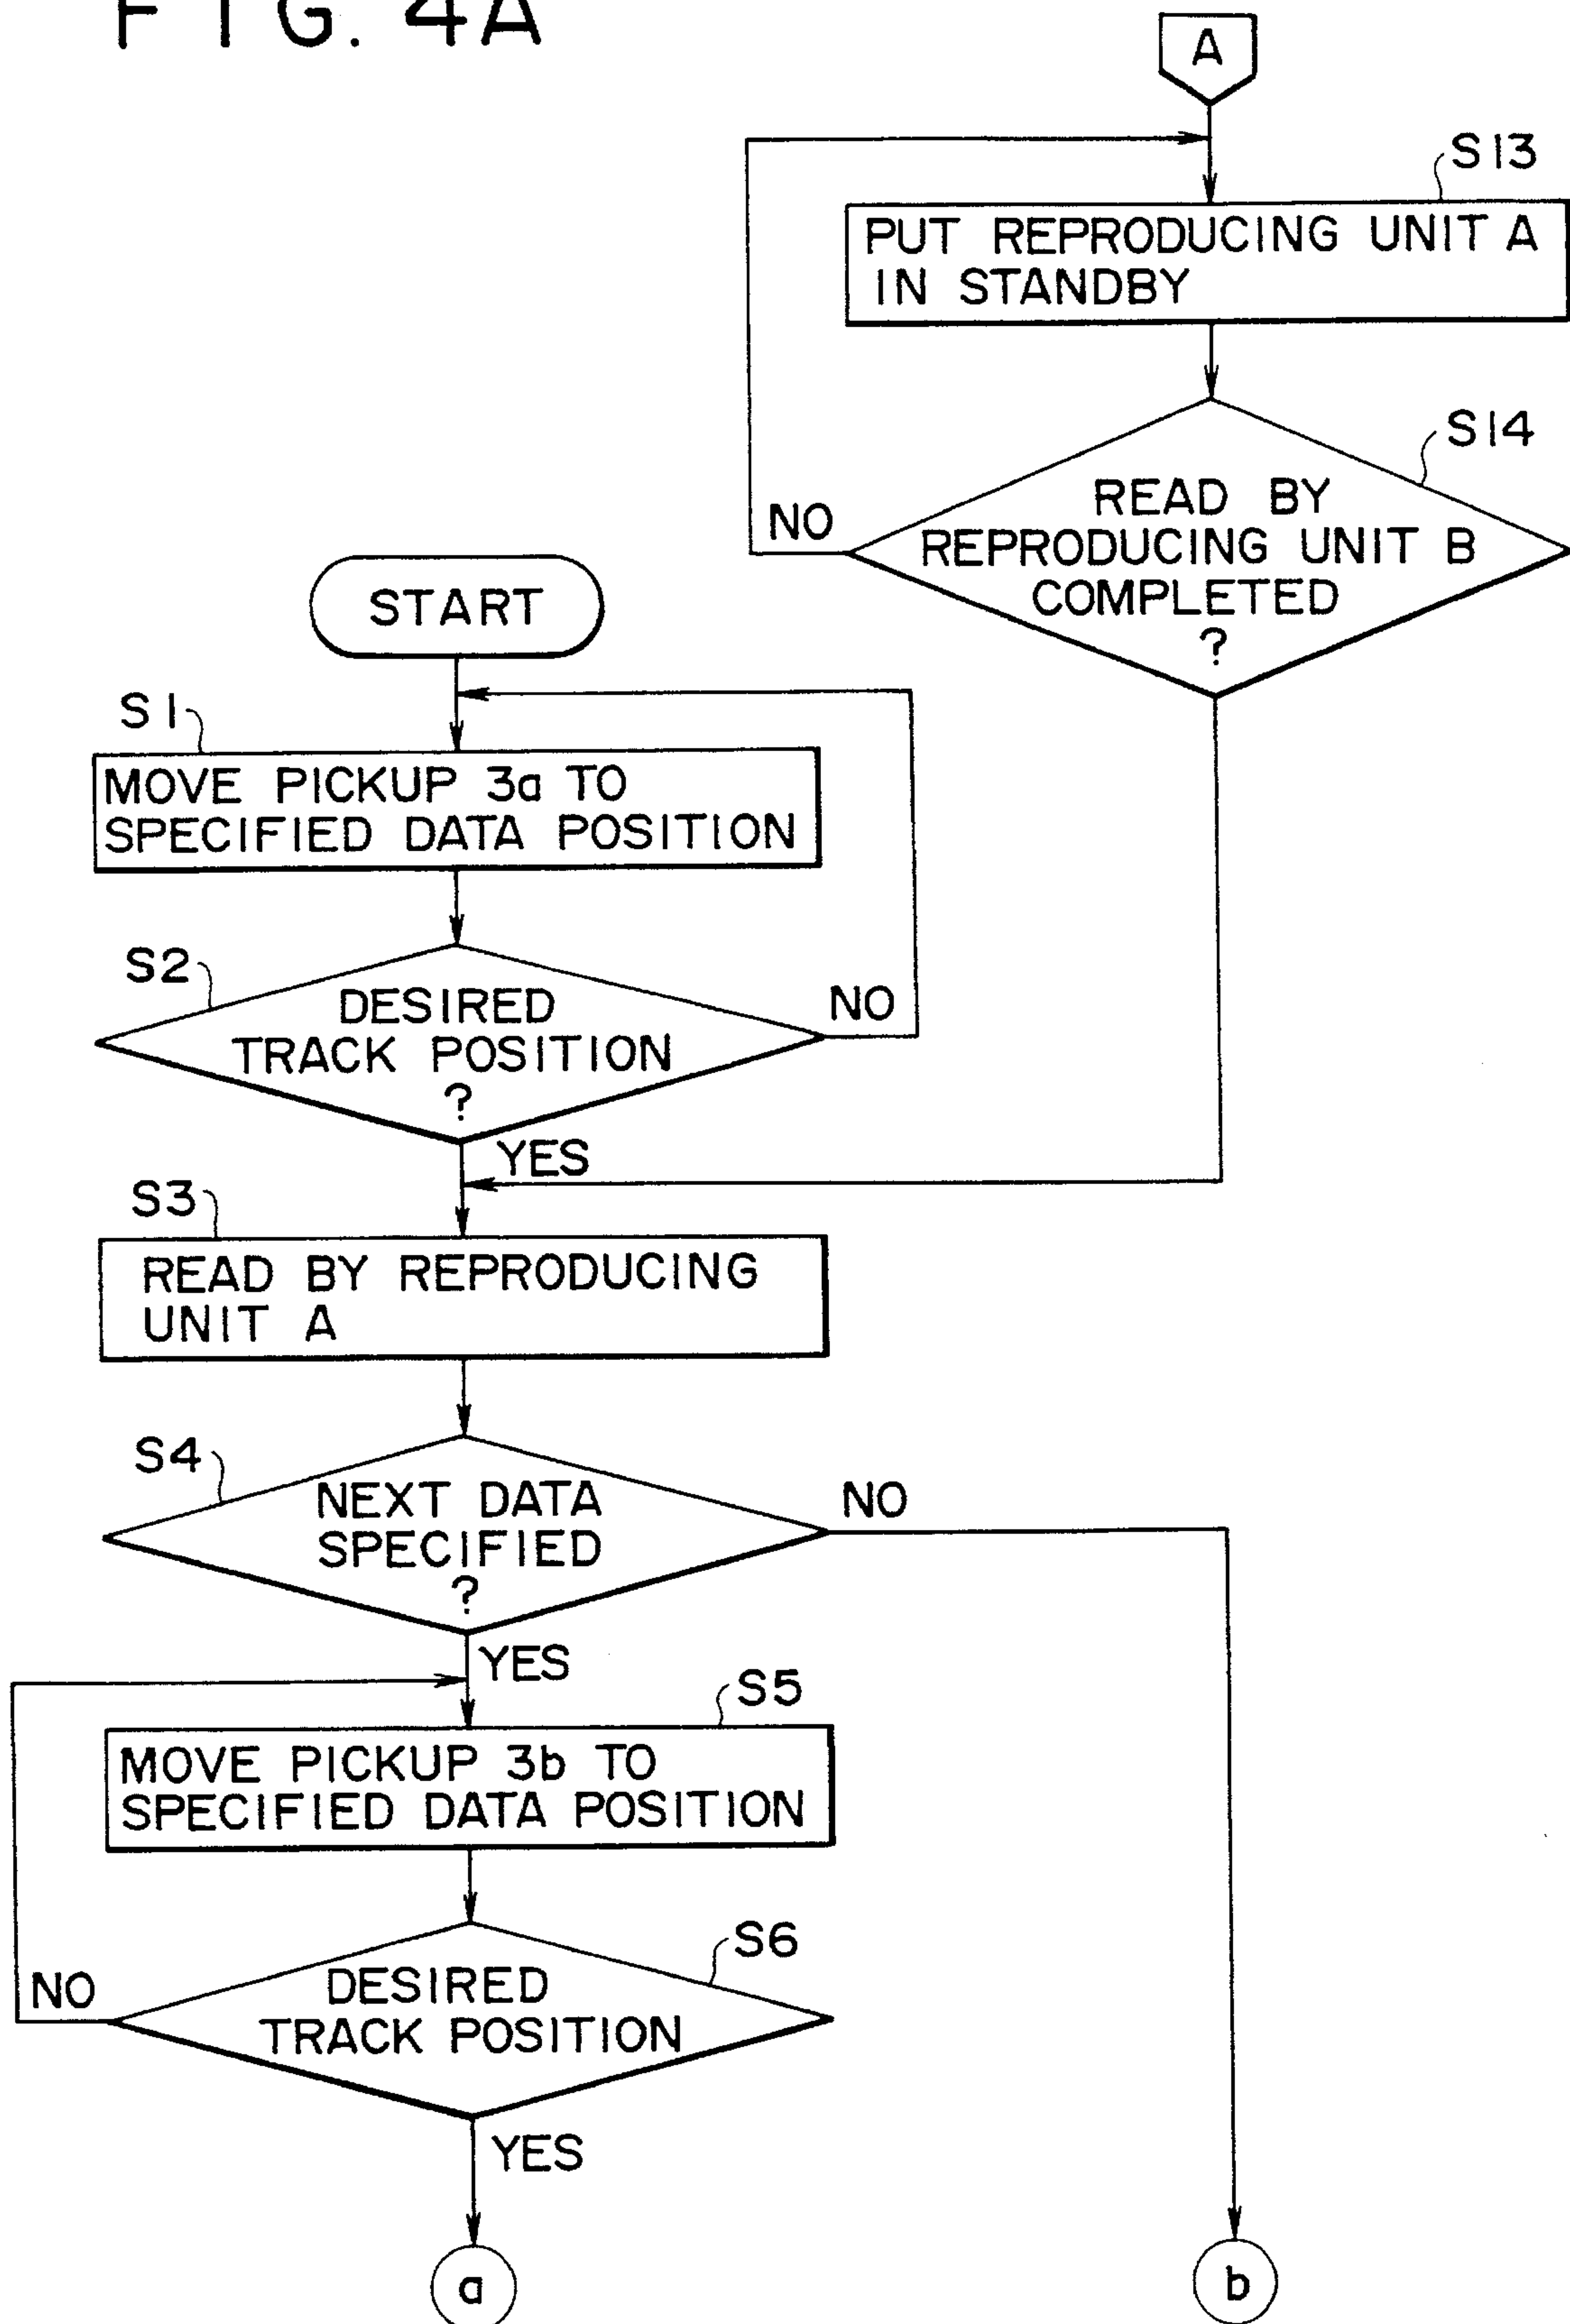 FIG. 4A
A
S13
PUT REPRODUCING UNIT A
IN STANDBY
S14
READ BY
REPRODUCING UNIT B
COMPLETED
?
NO
START
S1
MOVE PICKUP 3a TO
SPECIFIED DATA POSITION
S2
DESIRED
TRACK POSITION
?
NO
YES
S3
READ BY REPRODUCING
UNIT A
S4
NEXT DATA
SPECIFIED
?
NO
YES
S5
MOVE PICKUP 3b TO
SPECIFIED DATA POSITION
S6
DESIRED
TRACK POSITION
NO
YES
a
b